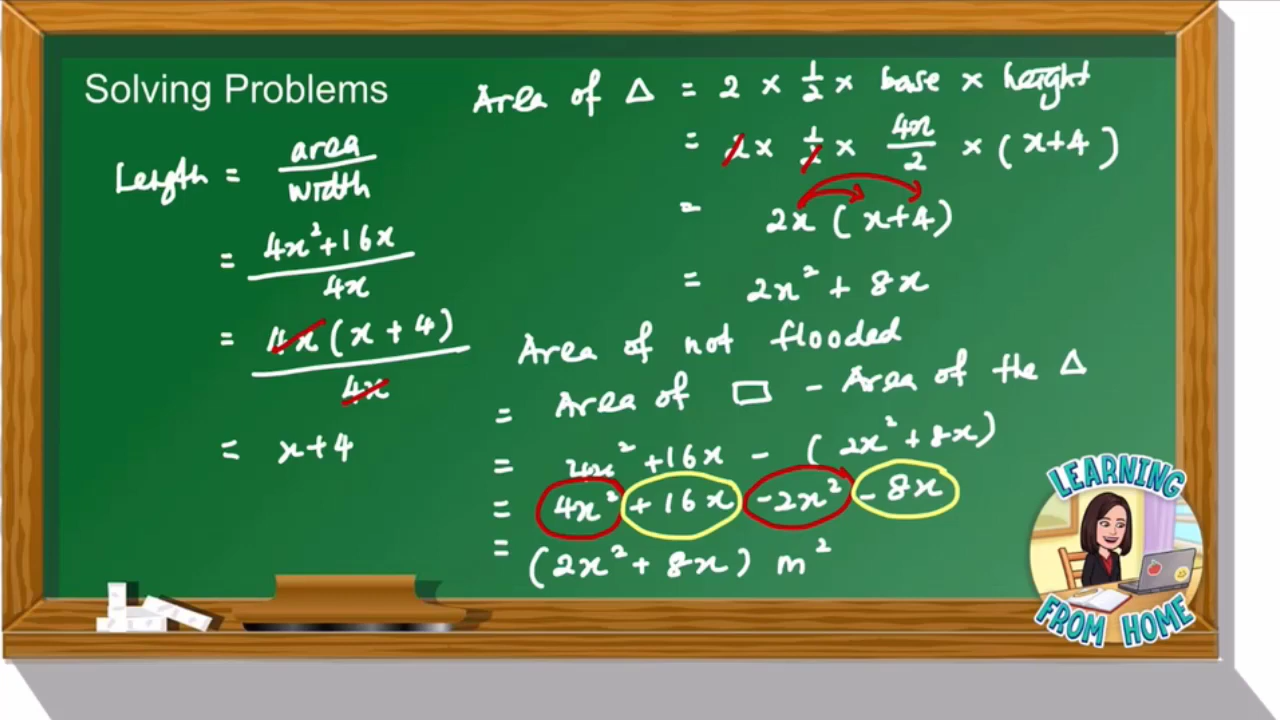 Solving Problems
Length = area / width
= 4x² + 16x / 4x
= 4x(x + 4) / 4x
= x + 4
Area of Δ = 2 × 1/2 × base × height
= 2 × 1/2 × 4x/2 × (x+4)
= 2x (x+4)
= 2x² + 8x
Area of not flooded
= Area of ▭ - Area of the Δ
= 4x² + 16x - (2x² + 8x)
= 4x² + 16x - 2x² - 8x
= (2x² + 8x) m²
LEARNING
FROM HOME